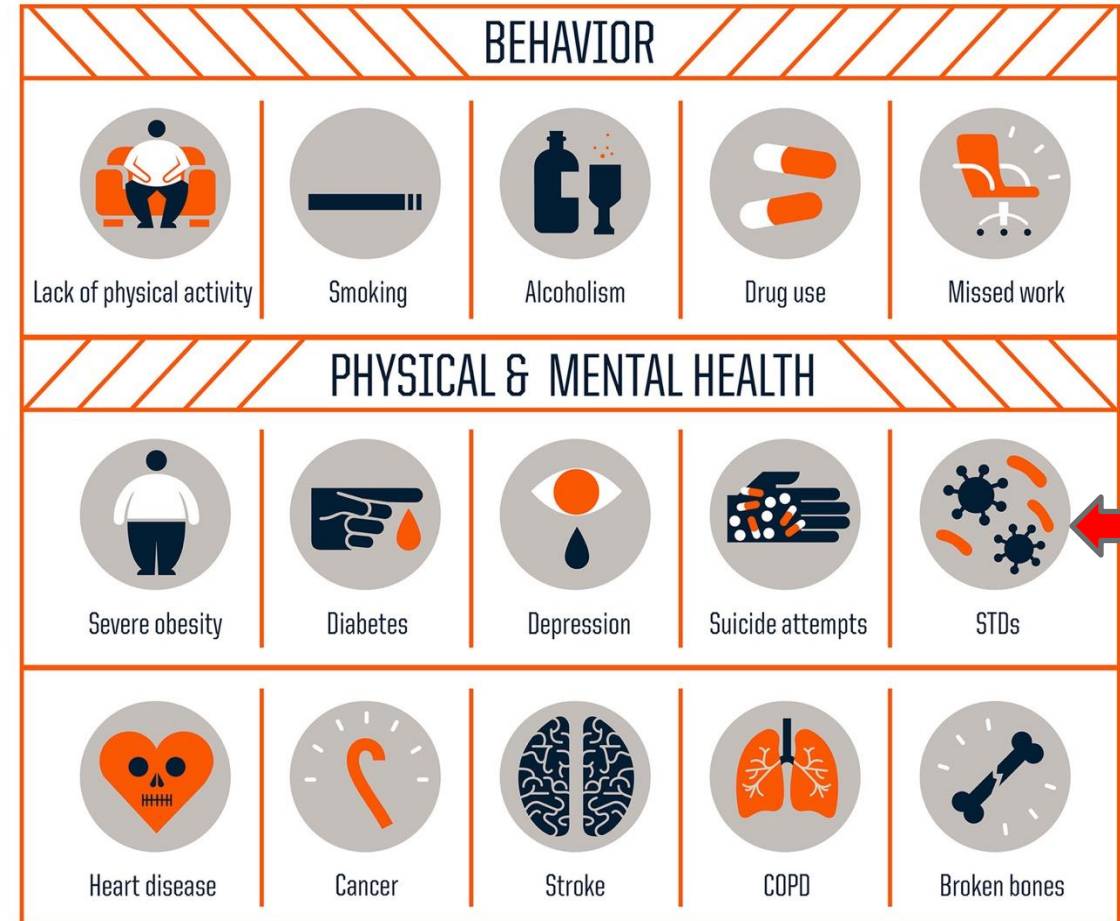 BEHAVIOR
Lack of physical activity
Smoking
Alcoholism
Drug use
Missed work
PHYSICAL & MENTAL HEALTH
Severe obesity
Diabetes
Depression
Suicide attempts
STDs
Heart disease
Cancer
Stroke
COPD
Broken bones